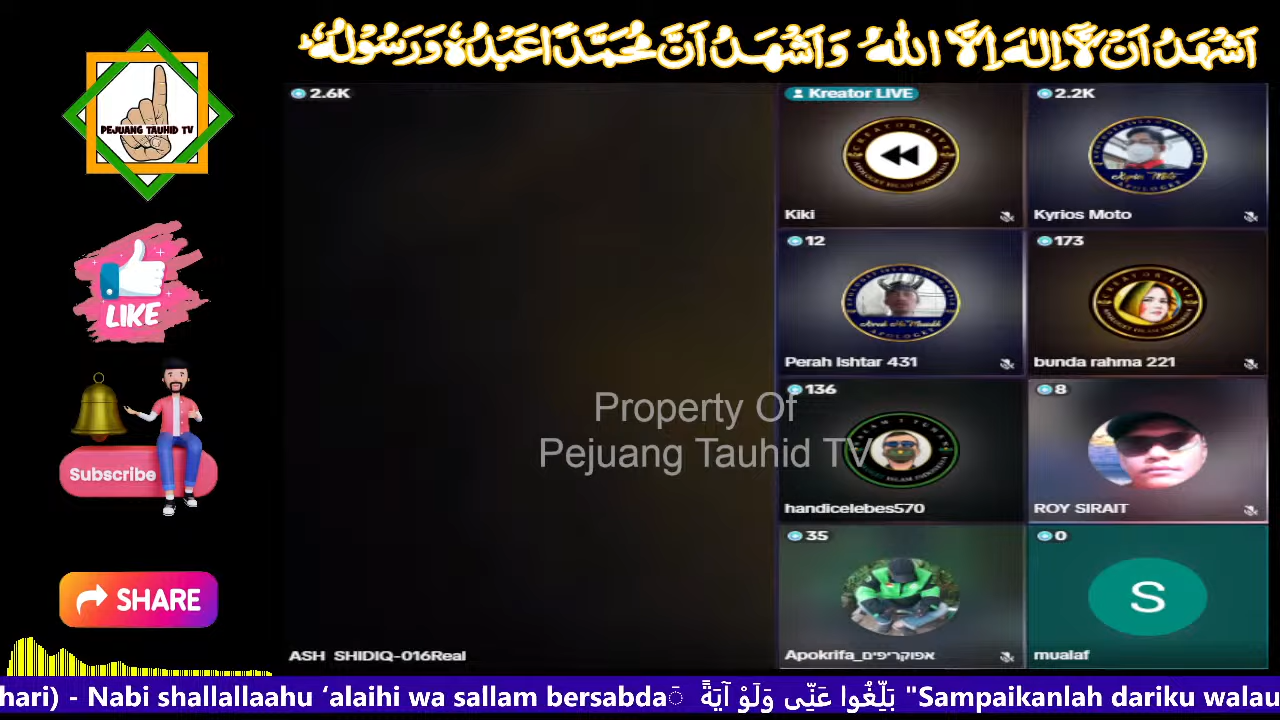 اَشْهَدُ اَنْ لَّآ اِلٰهَ اِلَّا اللهُ وَاَشْهَدُ اَنَّ مُحَمَّدًا عَبْدُهٗ وَرَسُوْلُهٗ
PEJUANG TAUHID TV
2.6K
Kreator LIVE
2.2K
Kiki
Kyrios Moto
12
173
Perah Ishtar 431
bunda rahma 221
136
8
Property Of
Pejuang Tauhid TV
handicelebes570
ROY SIRAIT
35
0
S
Apokrifa_אפוקריפים
mualaf
ASH SHIDIQ-016Real
LIKE
Subscribe
SHARE
hari) - Nabi shallallaahu ‘alaihi wa sallam bersabda َ بَلِّغُوا عَنِّى وَلَوْ آيَةً "Sampaikanlah dariku walau